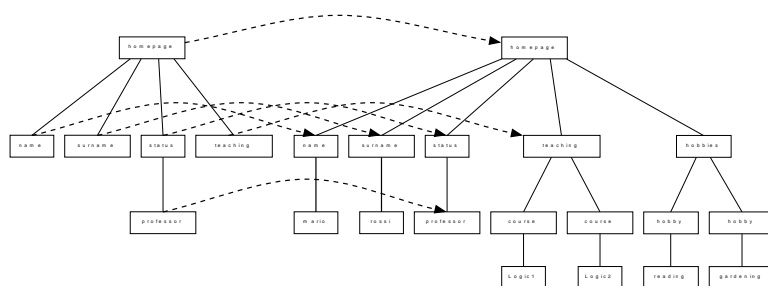 homepage
homepage
name
surname
status
teaching
name
surname
status
teaching
hobbies
professor
mario
rossi
professor
course
course
hobby
hobby
Logic1
Logic2
reading
gardening